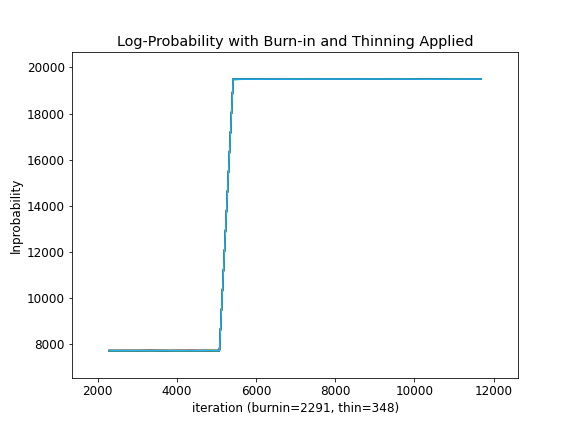 Log-Probability with Burn-in and Thinning Applied
20000
18000
16000
14000
12000
10000
8000
lnprobability
2000 4000 6000 8000 10000 12000
iteration (burnin=2291, thin=348)